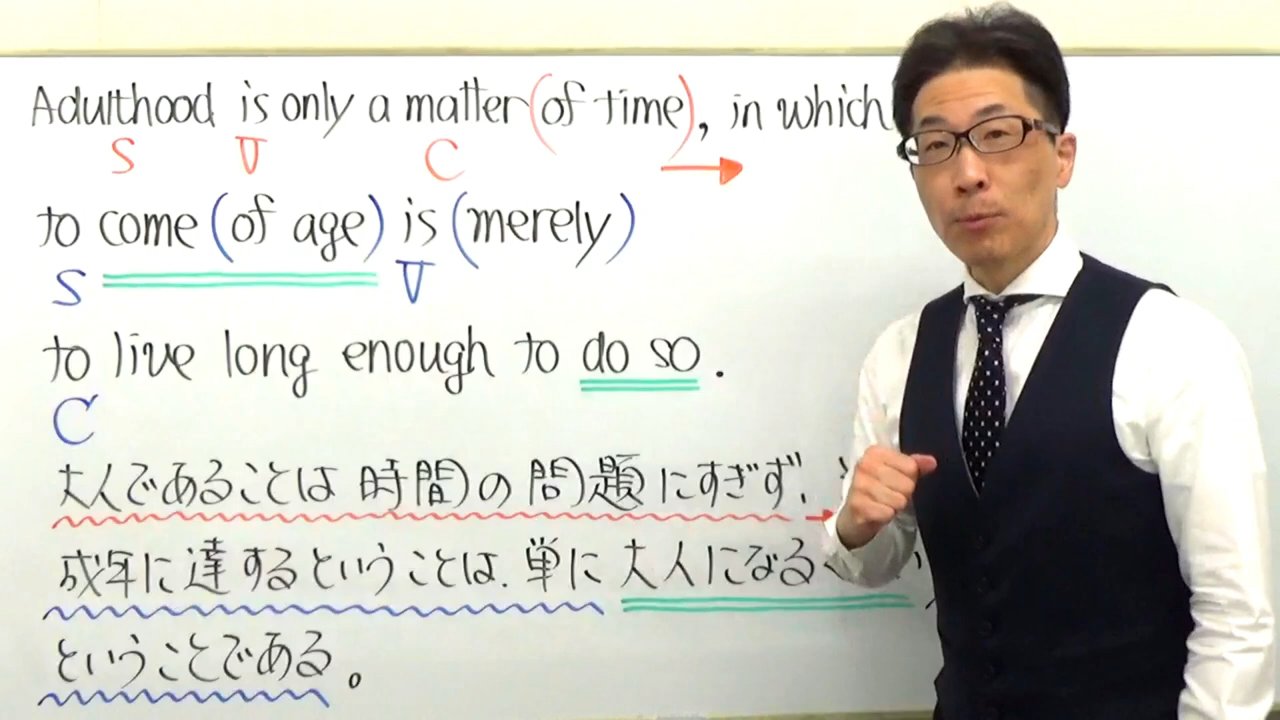 Adulthood is only a matter (of time), in which
S V C
to come (of age) is (merely)
S V
to live long enough to do so.
C
大人であることは時間の問題にすぎず、
成年に達するということは、単に大人になる
ということである。